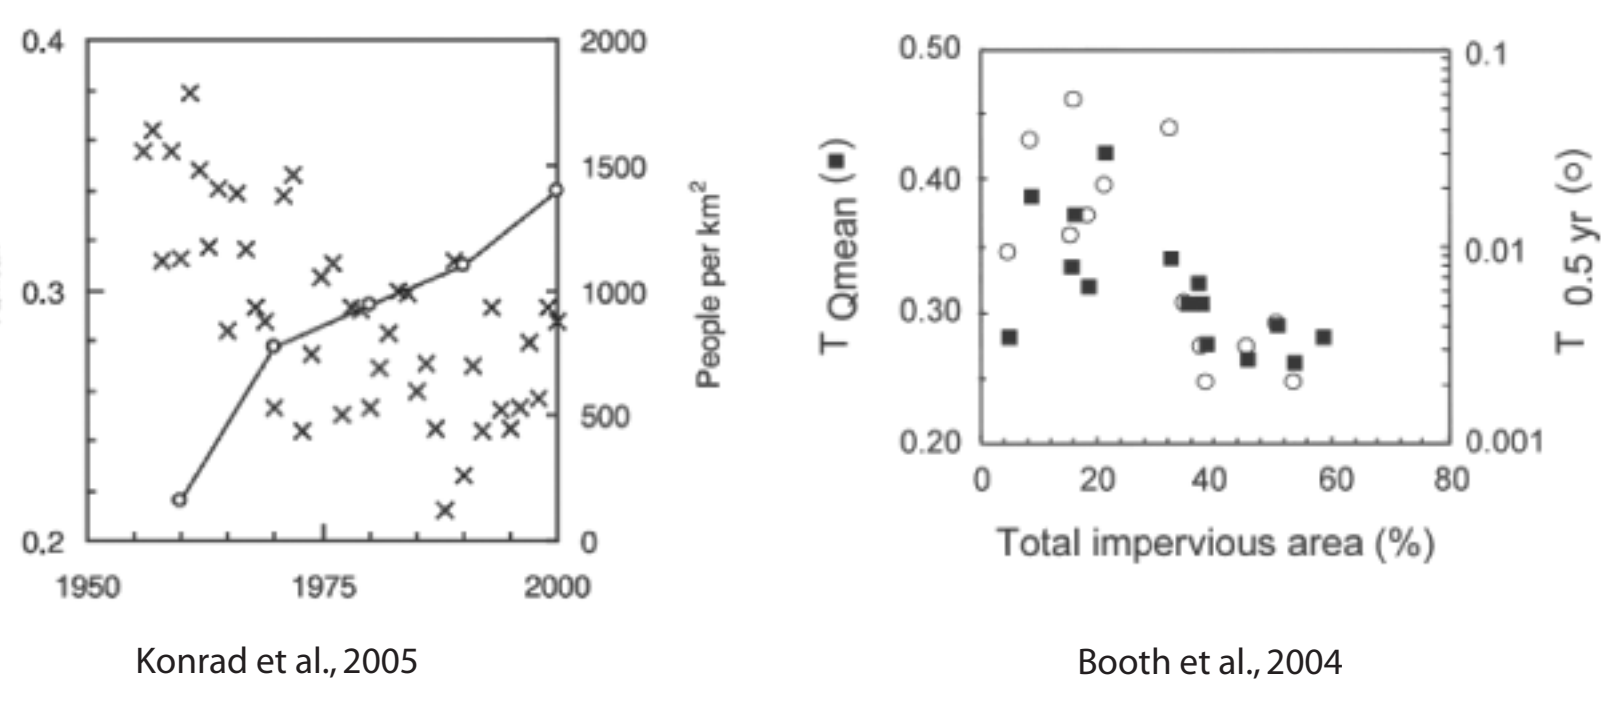 0.4
0.3
0.2
2000
1500
1000
500
0
People per km²
1950 1975 2000
Konrad et al., 2005
T Qmean (■)
0.50
0.40
0.30
0.20
0.1
0.01
0.001
T 0.5 yr (o)
0 20 40 60 80
Total impervious area (%)
Booth et al., 2004